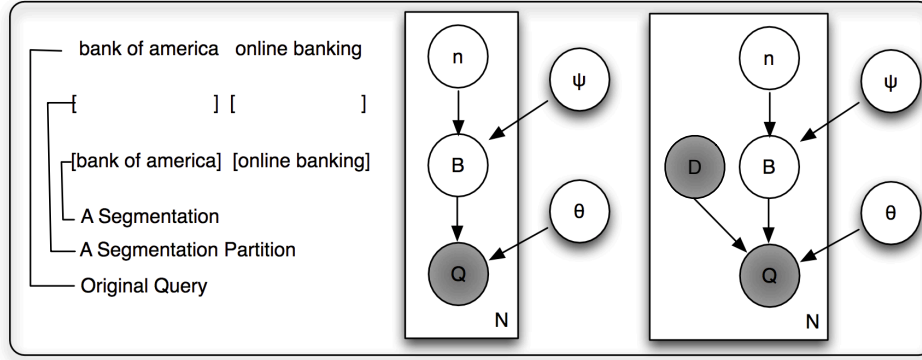 bank of america online banking
[ ] [ ]
[bank of america] [online banking]
A Segmentation
A Segmentation Partition
Original Query
n
ψ
B
θ
Q
N
n
ψ
D
B
θ
Q
N